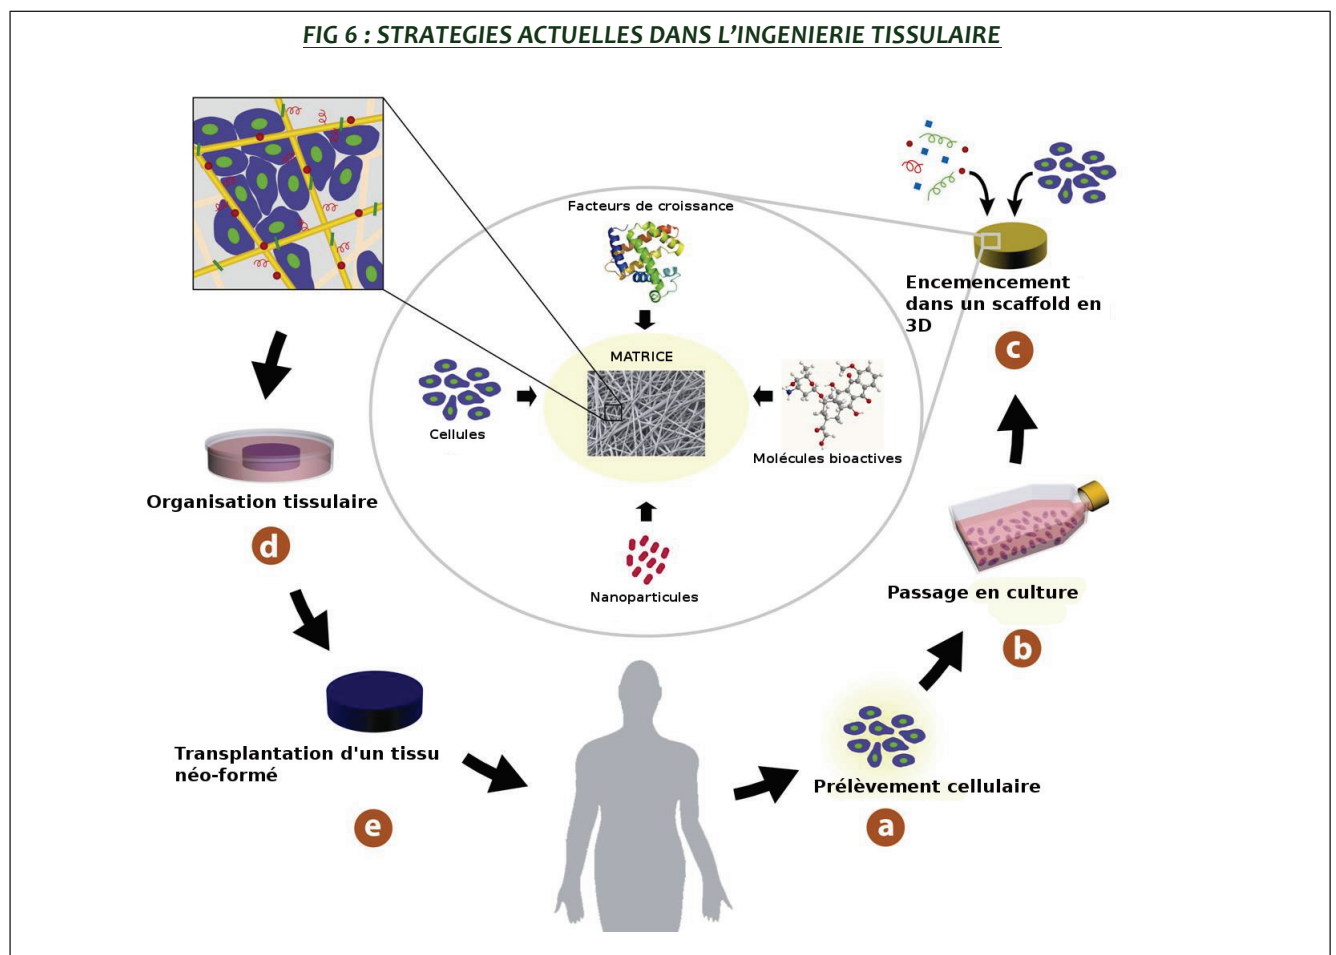 FIG 6 : STRATEGIES ACTUELLES DANS L’INGENIERIE TISSULAIRE
Facteurs de croissance
MATRICE
Cellules
Molécules bioactives
Nanoparticules
Encemencement
dans un scaffold en
3D
c
Organisation tissulaire
d
Passage en culture
b
Transplantation d'un tissu
néo-formé
e
Prélèvement cellulaire
a